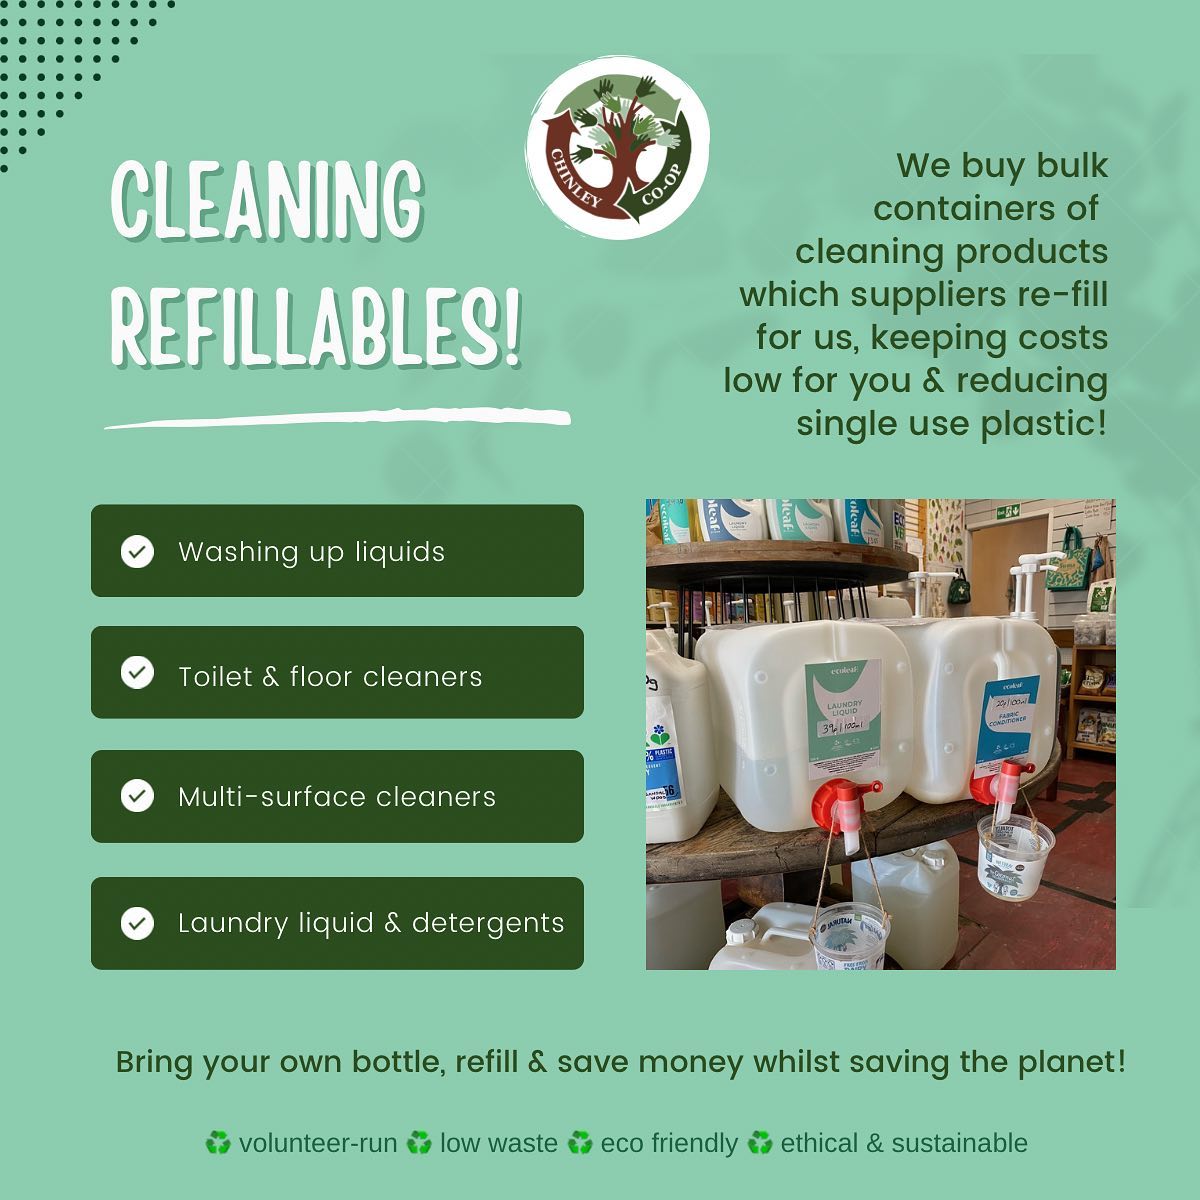 CHINLEY CO-OP
CLEANING
REFILLABLES!
We buy bulk
containers of
cleaning products
which suppliers re-fill
for us, keeping costs
low for you & reducing
single use plastic!
Washing up liquids
Toilet & floor cleaners
Multi-surface cleaners
Laundry liquid & detergents
ecoleaf
LAUNDRY
LIQUID
39p/100ml
ecoleaf
20p/100ml
FABRIC
CONDITIONER
Bring your own bottle, refill & save money whilst saving the planet!
♻ volunteer-run ♻ low waste ♻ eco friendly ♻ ethical & sustainable